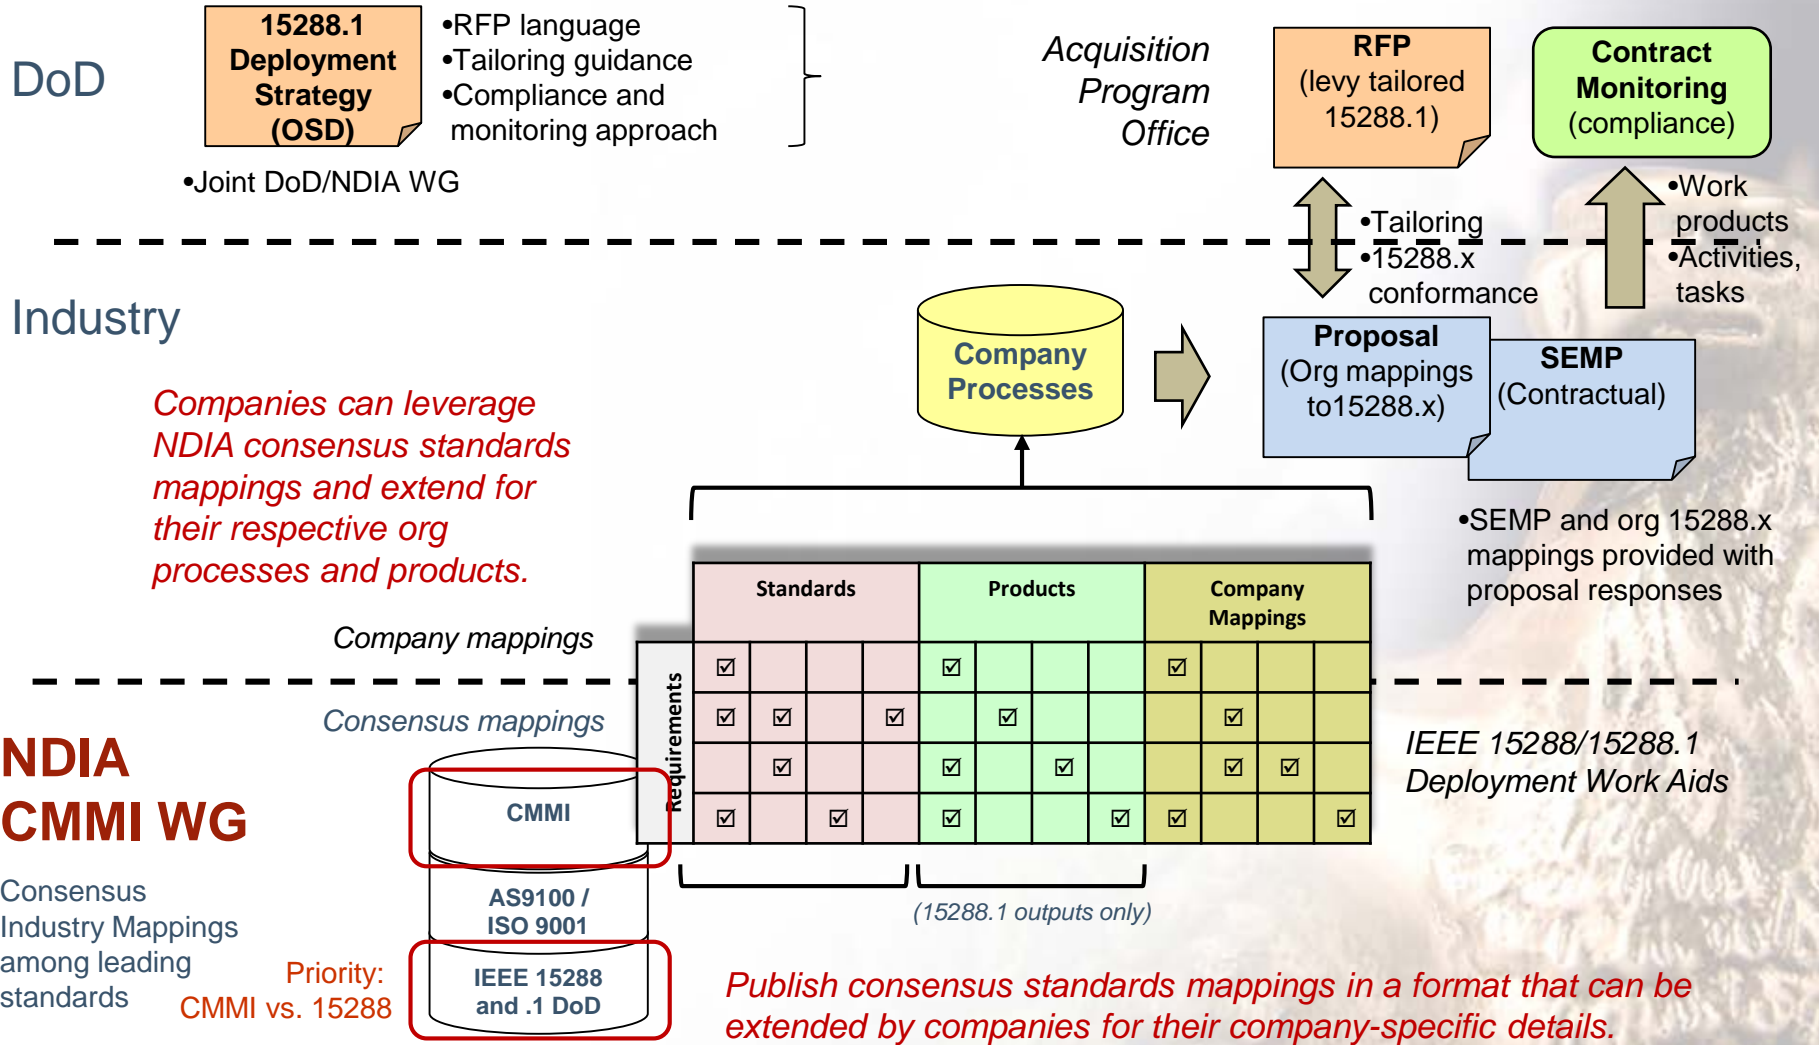 DoD
15288.1
Deployment
Strategy
(OSD)
•RFP language
•Tailoring guidance
•Compliance and
monitoring approach
•Joint DoD/NDIA WG
Acquisition
Program
Office
RFP
(levy tailored
15288.1)
Contract
Monitoring
(compliance)
•Tailoring
•15288.x
conformance
•Work
products
•Activities,
tasks
Industry
Companies can leverage
NDIA consensus standards
mappings and extend for
their respective org
processes and products.
Company
Processes
Proposal
(Org mappings
to15288.x)
SEMP
(Contractual)
•SEMP and org 15288.x
mappings provided with
proposal responses
Company mappings
Standards
Products
Company
Mappings
Requirements
Consensus mappings
NDIA
CMMI WG
Consensus
Industry Mappings
among leading
standards
Priority:
CMMI vs. 15288
CMMI
AS9100 /
ISO 9001
IEEE 15288
and .1 DoD
(15288.1 outputs only)
IEEE 15288/15288.1
Deployment Work Aids
Publish consensus standards mappings in a format that can be
extended by companies for their company-specific details.